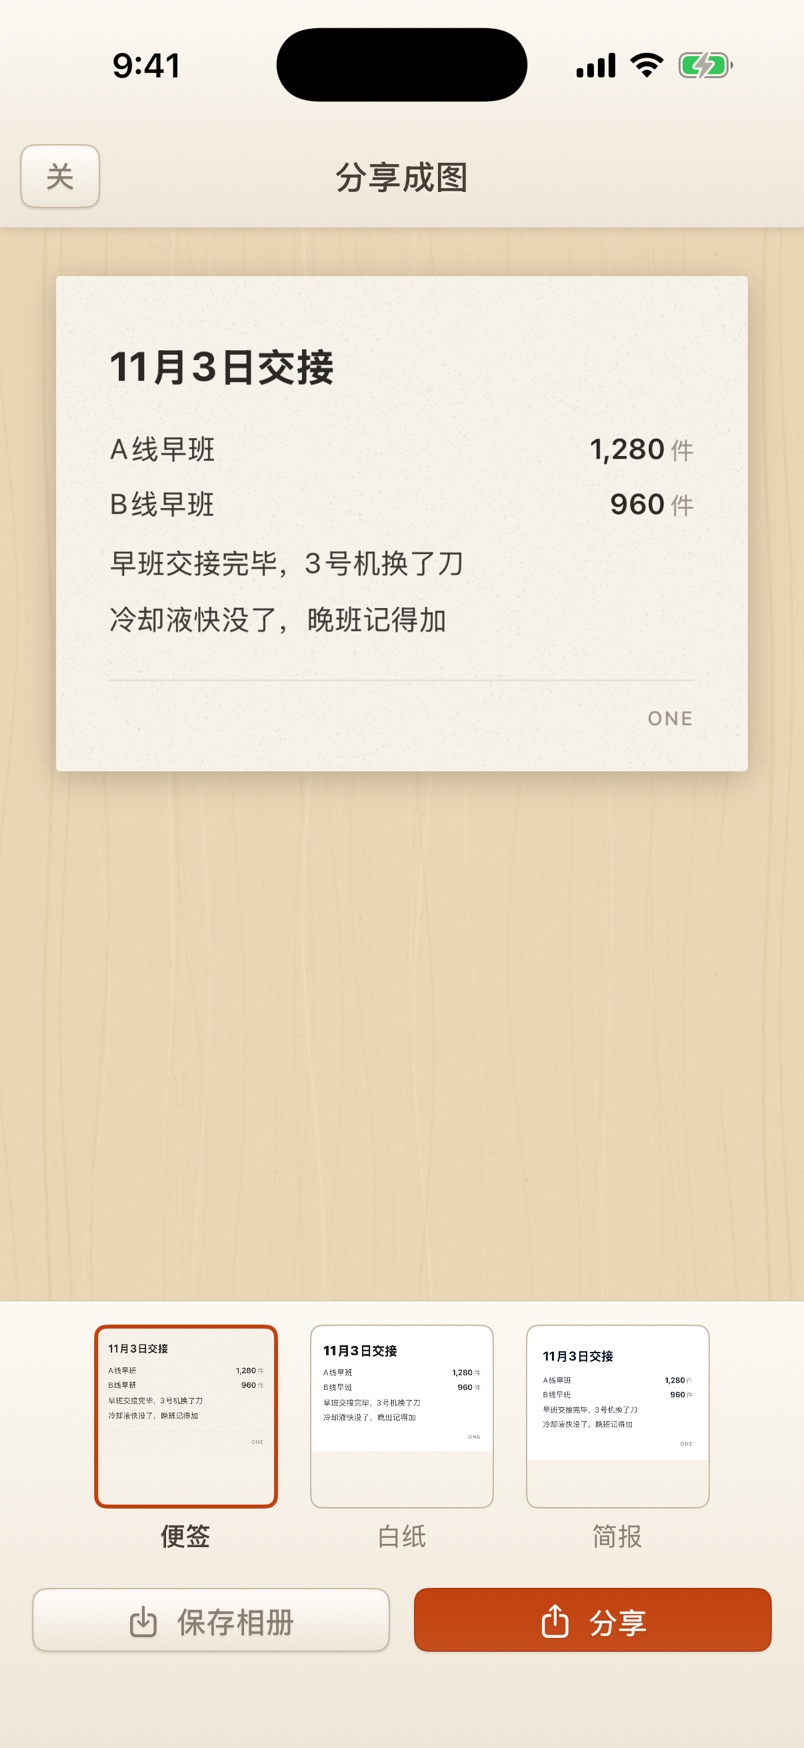 9:41
关
分享成图
11月3日交接
A线早班 1,280 件
B线早班 960 件
早班交接完毕，3号机换了刀
冷却液快没了，晚班记得加
ONE
11月3日交接
A线早班 1,280 件
B线早班 960 件
早班交接完毕，3号机换了刀
冷却液快没了，晚班记得加
ONE
便签
11月3日交接
A线早班 1,280 件
B线早班 960 件
早班交接完毕，3号机换了刀
冷却液快没了，晚班记得加
ONE
白纸
11月3日交接
A线早班 1,280 件
B线早班 960 件
早班交接完毕，3号机换了刀
冷却液快没了，晚班记得加
ONE
简报
保存相册
分享